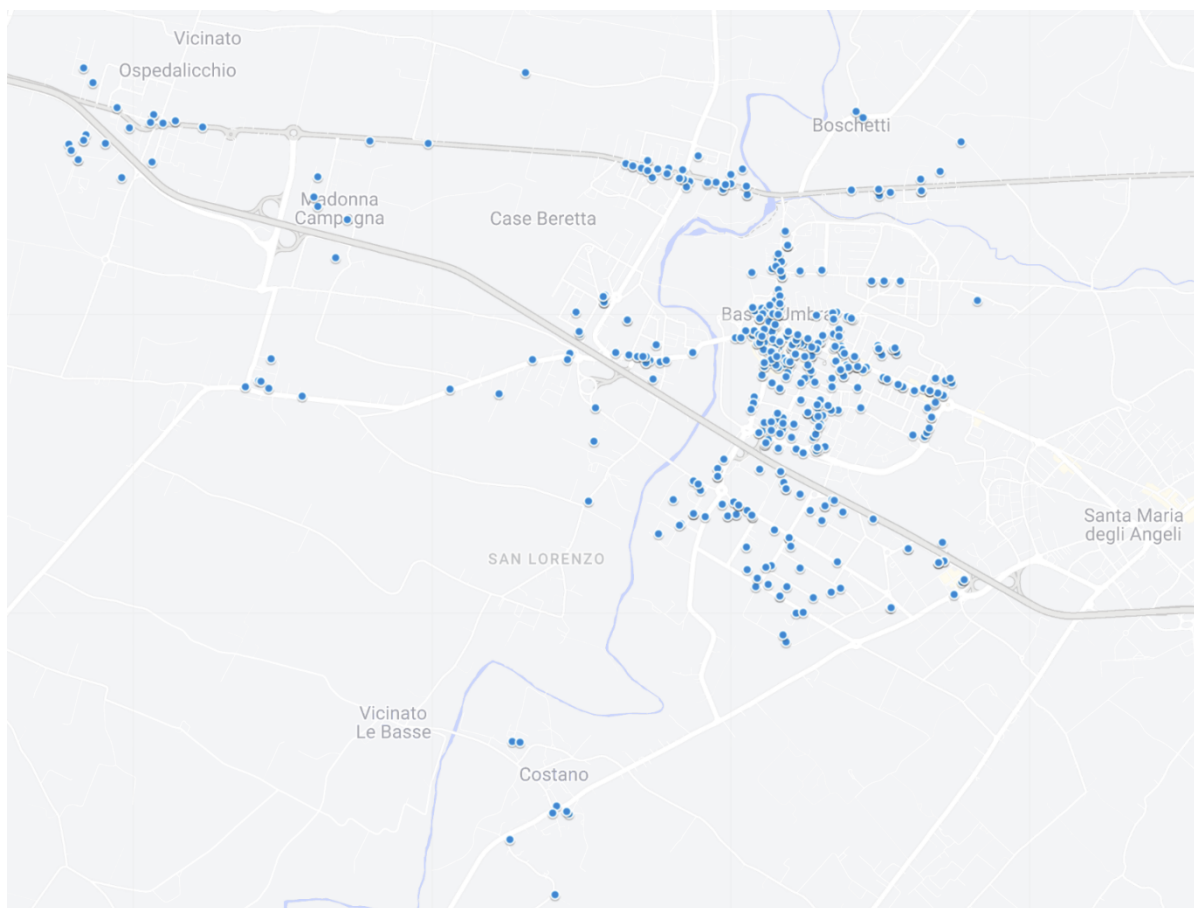 Vicinato
Ospedalicchio
Boschetti
Madonna
Campagna
Case Beretta
Santa Maria
degli Angeli
SAN LORENZO
Vicinato
Le Basse
Costano